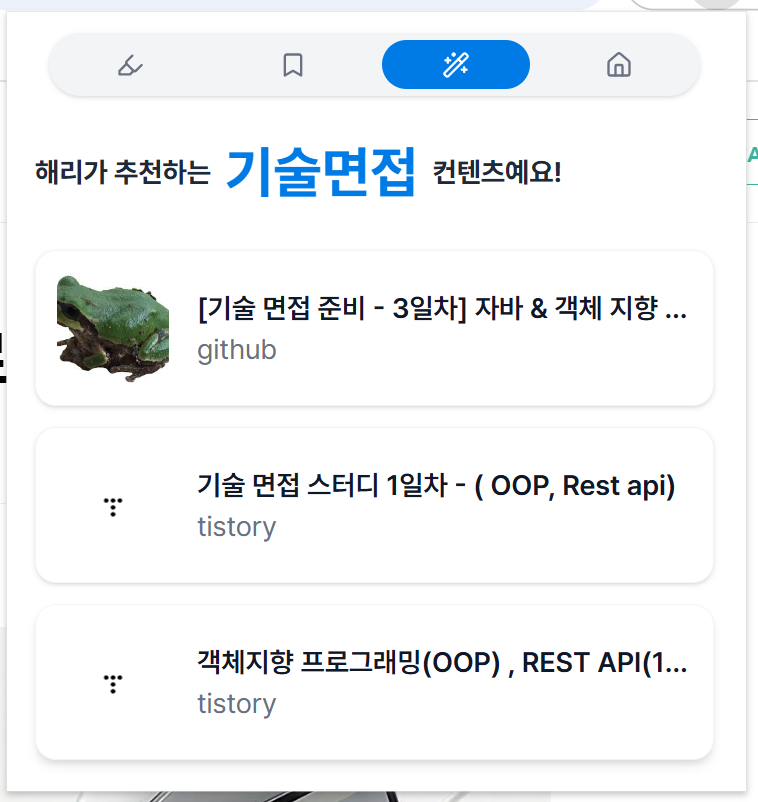 해리가 추천하는 기술면접 컨텐츠예요!
[기술 면접 준비 - 3일차] 자바 & 객체 지향 ...
github
기술 면접 스터디 1일차 - ( OOP, Rest api)
tistory
객체지향 프로그래밍(OOP) , REST API(1...
tistory